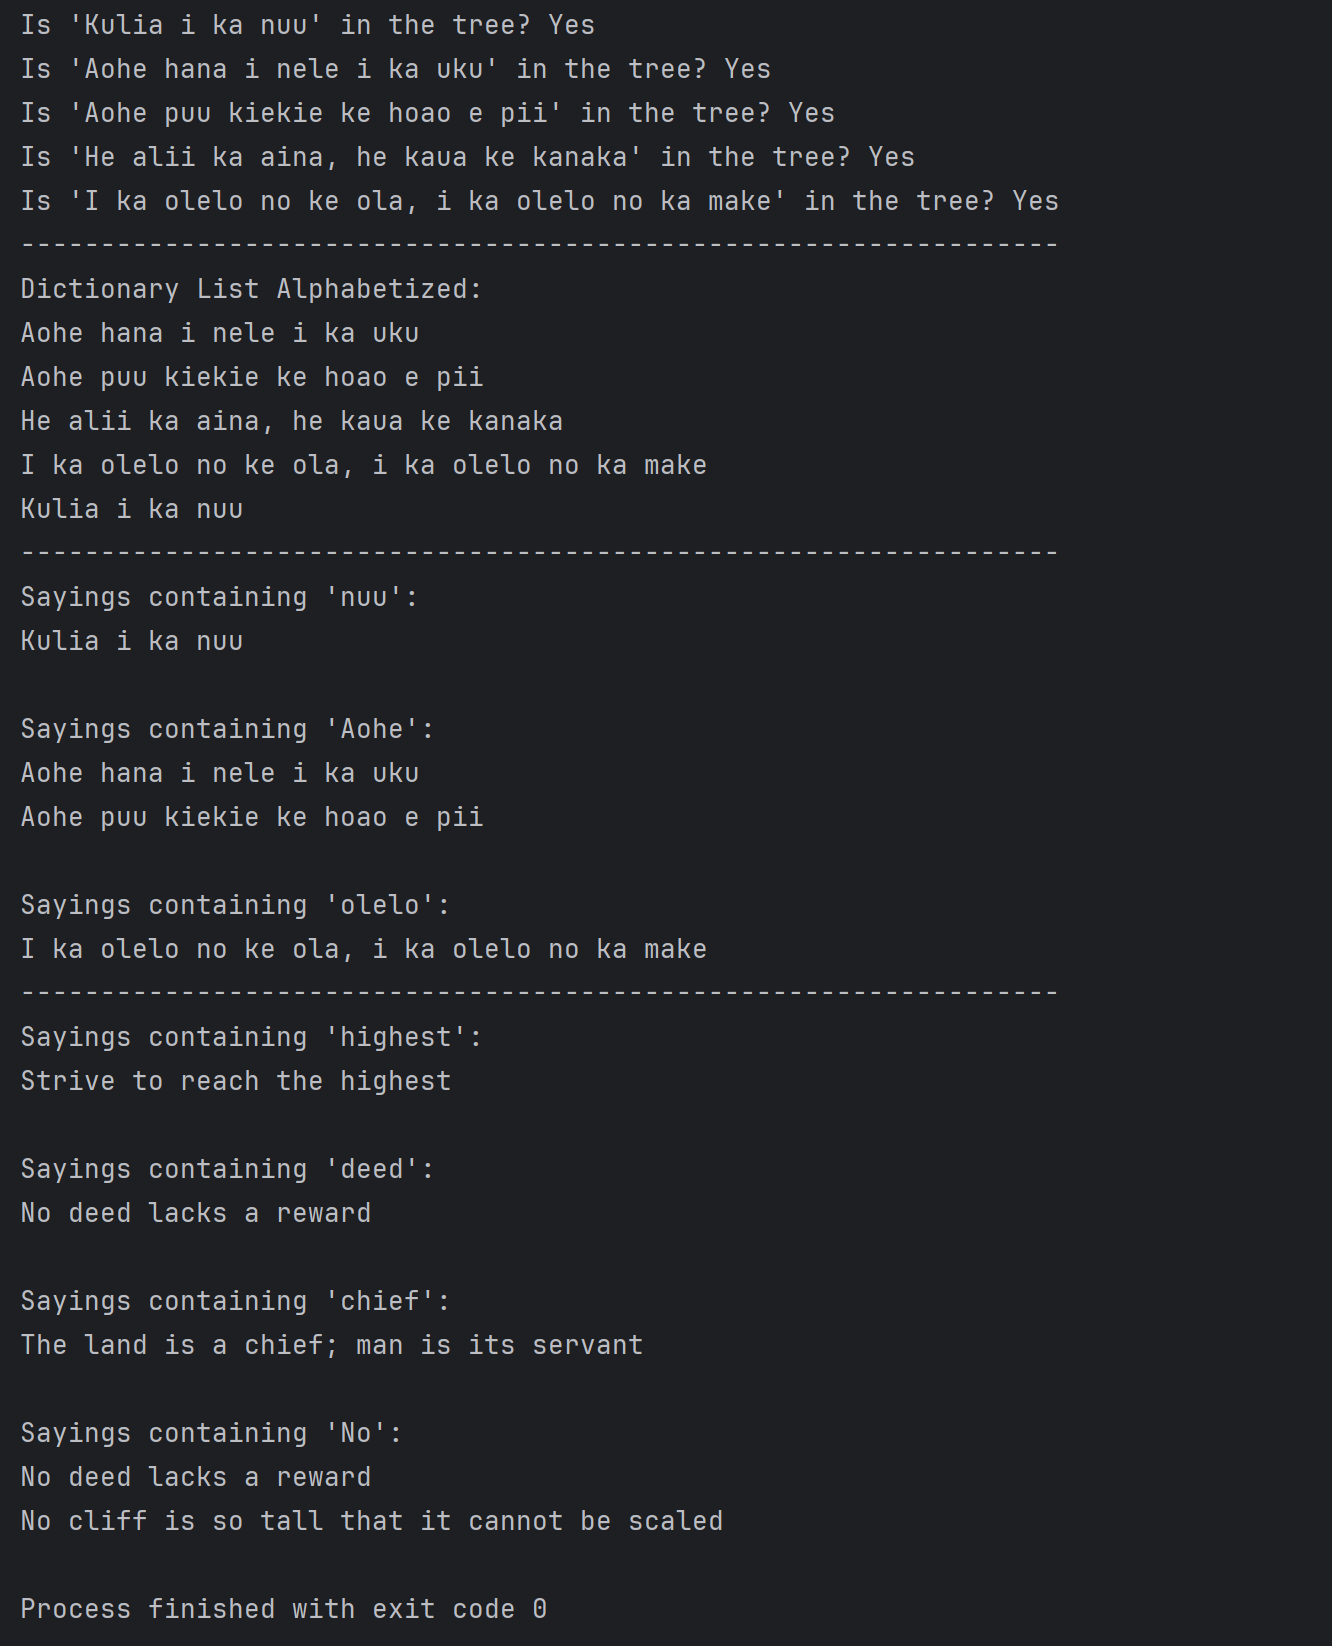 Is 'Kulia i ka nuu' in the tree? Yes
Is 'Aohe hana i nele i ka uku' in the tree? Yes
Is 'Aohe puu kiekie ke hoao e pii' in the tree? Yes
Is 'He alii ka aina, he kaua ke kanaka' in the tree? Yes
Is 'I ka olelo no ke ola, i ka olelo no ka make' in the tree? Yes
-----------------------------------------------------------------
Dictionary List Alphabetized:
Aohe hana i nele i ka uku
Aohe puu kiekie ke hoao e pii
He alii ka aina, he kaua ke kanaka
I ka olelo no ke ola, i ka olelo no ka make
Kulia i ka nuu
-----------------------------------------------------------------
Sayings containing 'nuu':
Kulia i ka nuu

Sayings containing 'Aohe':
Aohe hana i nele i ka uku
Aohe puu kiekie ke hoao e pii

Sayings containing 'olelo':
I ka olelo no ke ola, i ka olelo no ka make
-----------------------------------------------------------------
Sayings containing 'highest':
Strive to reach the highest

Sayings containing 'deed':
No deed lacks a reward

Sayings containing 'chief':
The land is a chief; man is its servant

Sayings containing 'No':
No deed lacks a reward
No cliff is so tall that it cannot be scaled

Process finished with exit code 0